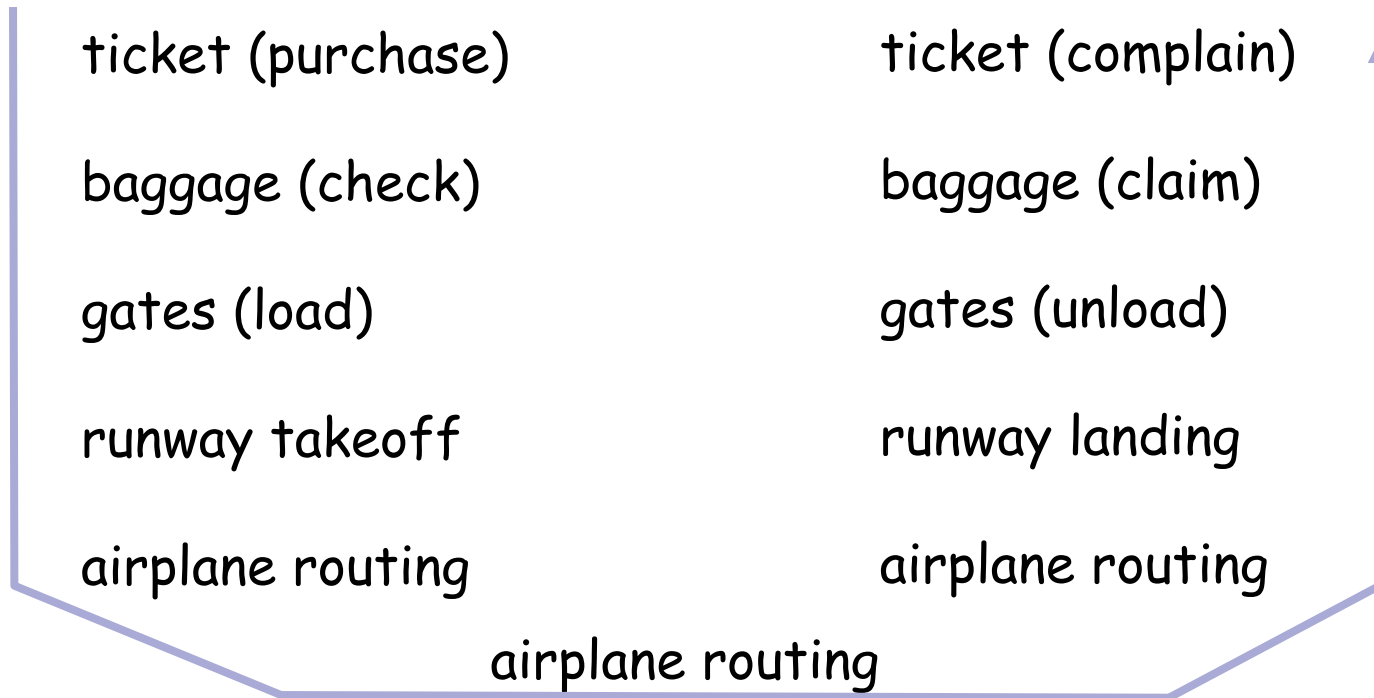 ticket (purchase)
ticket (complain)
baggage (check)
baggage (claim)
gates (load)
gates (unload)
runway takeoff
runway landing
airplane routing
airplane routing
airplane routing